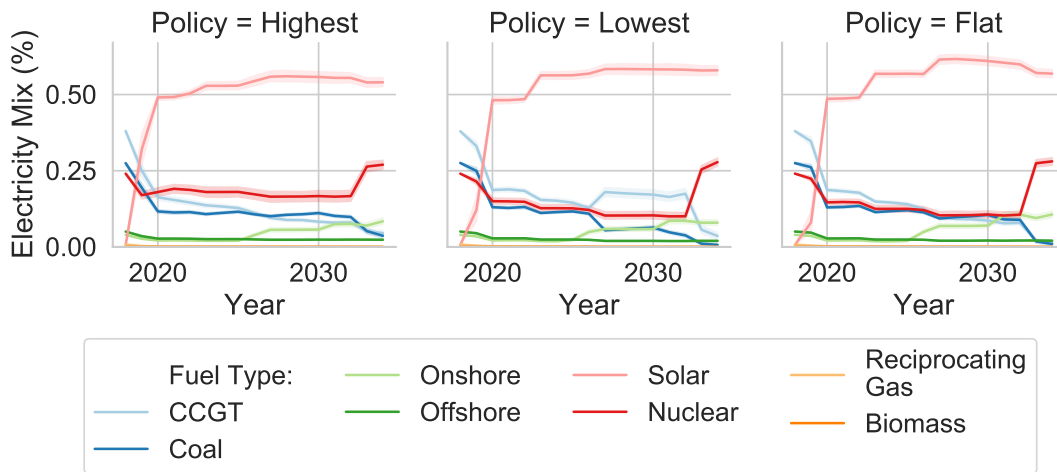 Policy = Highest
Policy = Lowest
Policy = Flat
Electricity Mix (%)
0.50
0.25
0.00
2020
2030
2020
2030
2020
2030
Year
Year
Year
Fuel Type:
CCGT
Coal
Onshore
Offshore
Solar
Nuclear
Reciprocating
Gas
Biomass